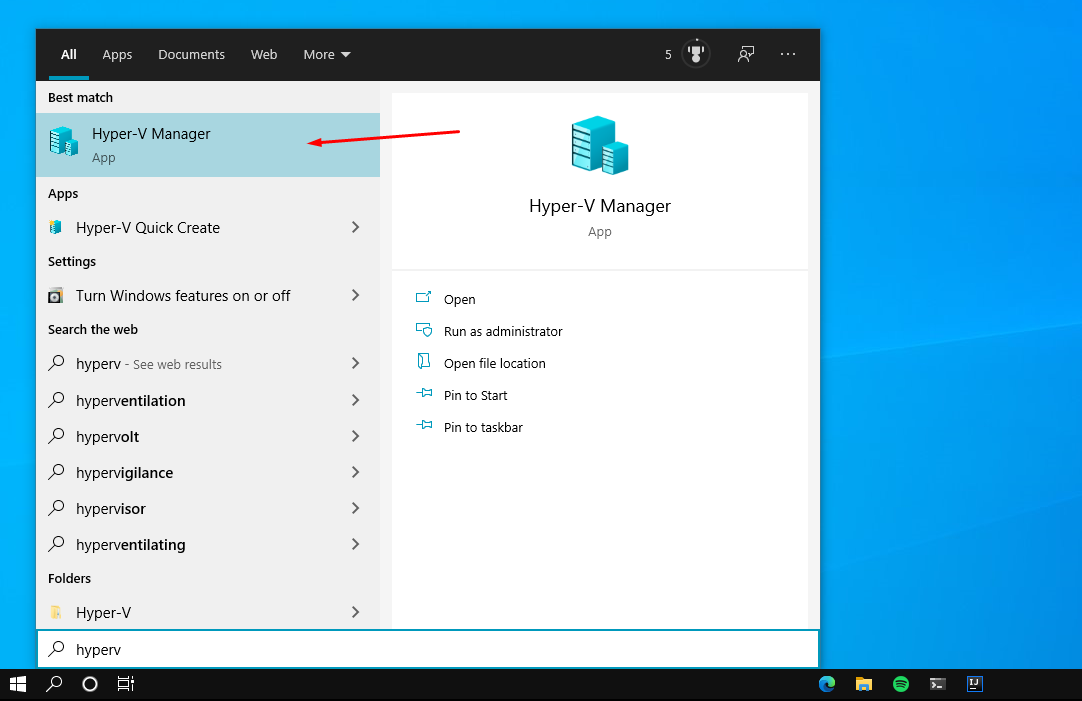 All Apps Documents Web More 5 ...
Best match
Hyper-V Manager
App
Apps
Hyper-V Quick Create
Settings
Turn Windows features on or off
Search the web
hyperv - See web results
hyperventilation
hypervolt
hypervigilance
hypervisor
hyperventilating
Folders
Hyper-V
hyperv
Hyper-V Manager
App
Open
Run as administrator
Open file location
Pin to Start
Pin to taskbar
IJ